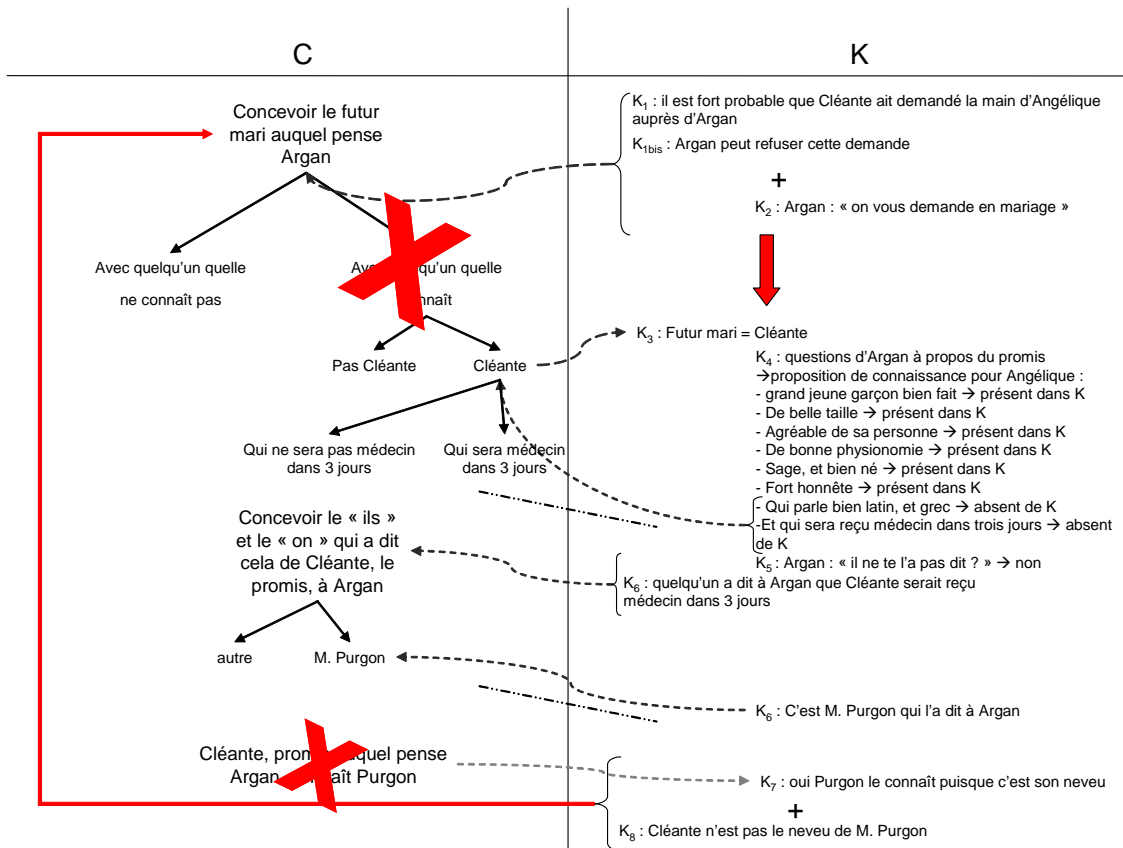 C
K
Concevoir le futur
mari auquel pense
Argan
Avec quelqu'un quelle
ne connaît pas
quelle
Pas Cléante
Cléante
Qui ne sera pas médecin
dans 3 jours
Qui sera médecin
dans 3 jours
Concevoir le « ils »
et le « on » qui a dit
cela de Cléante, le
promis, à Argan
autre
M. Purgon
Cléante, pense
Argan Purgon
K1 : il est fort probable que Cléante ait demandé la main d'Angélique
auprès d'Argan
K1bis : Argan peut refuser cette demande
+
K2 : Argan : « on vous demande en mariage »
K3 : Futur mari = Cléante
K4 : questions d'Argan à propos du promis
→proposition de connaissance pour Angélique :
- grand jeune garçon bien fait → présent dans K
- De belle taille → présent dans K
- Agréable de sa personne → présent dans K
- De bonne physionomie → présent dans K
- Sage, et bien né → présent dans K
- Fort honnête → présent dans K
- Qui parle bien latin, et grec → absent de K
-Et qui sera reçu médecin dans trois jours → absent
de K
K5 : Argan : « il ne te l'a pas dit ? » → non
K6 : quelqu'un a dit à Argan que Cléante serait reçu
médecin dans 3 jours
K6 : C'est M. Purgon qui l'a dit à Argan
K7 : oui Purgon le connaît puisque c'est son neveu
+
K8 : Cléante n'est pas le neveu de M. Purgon